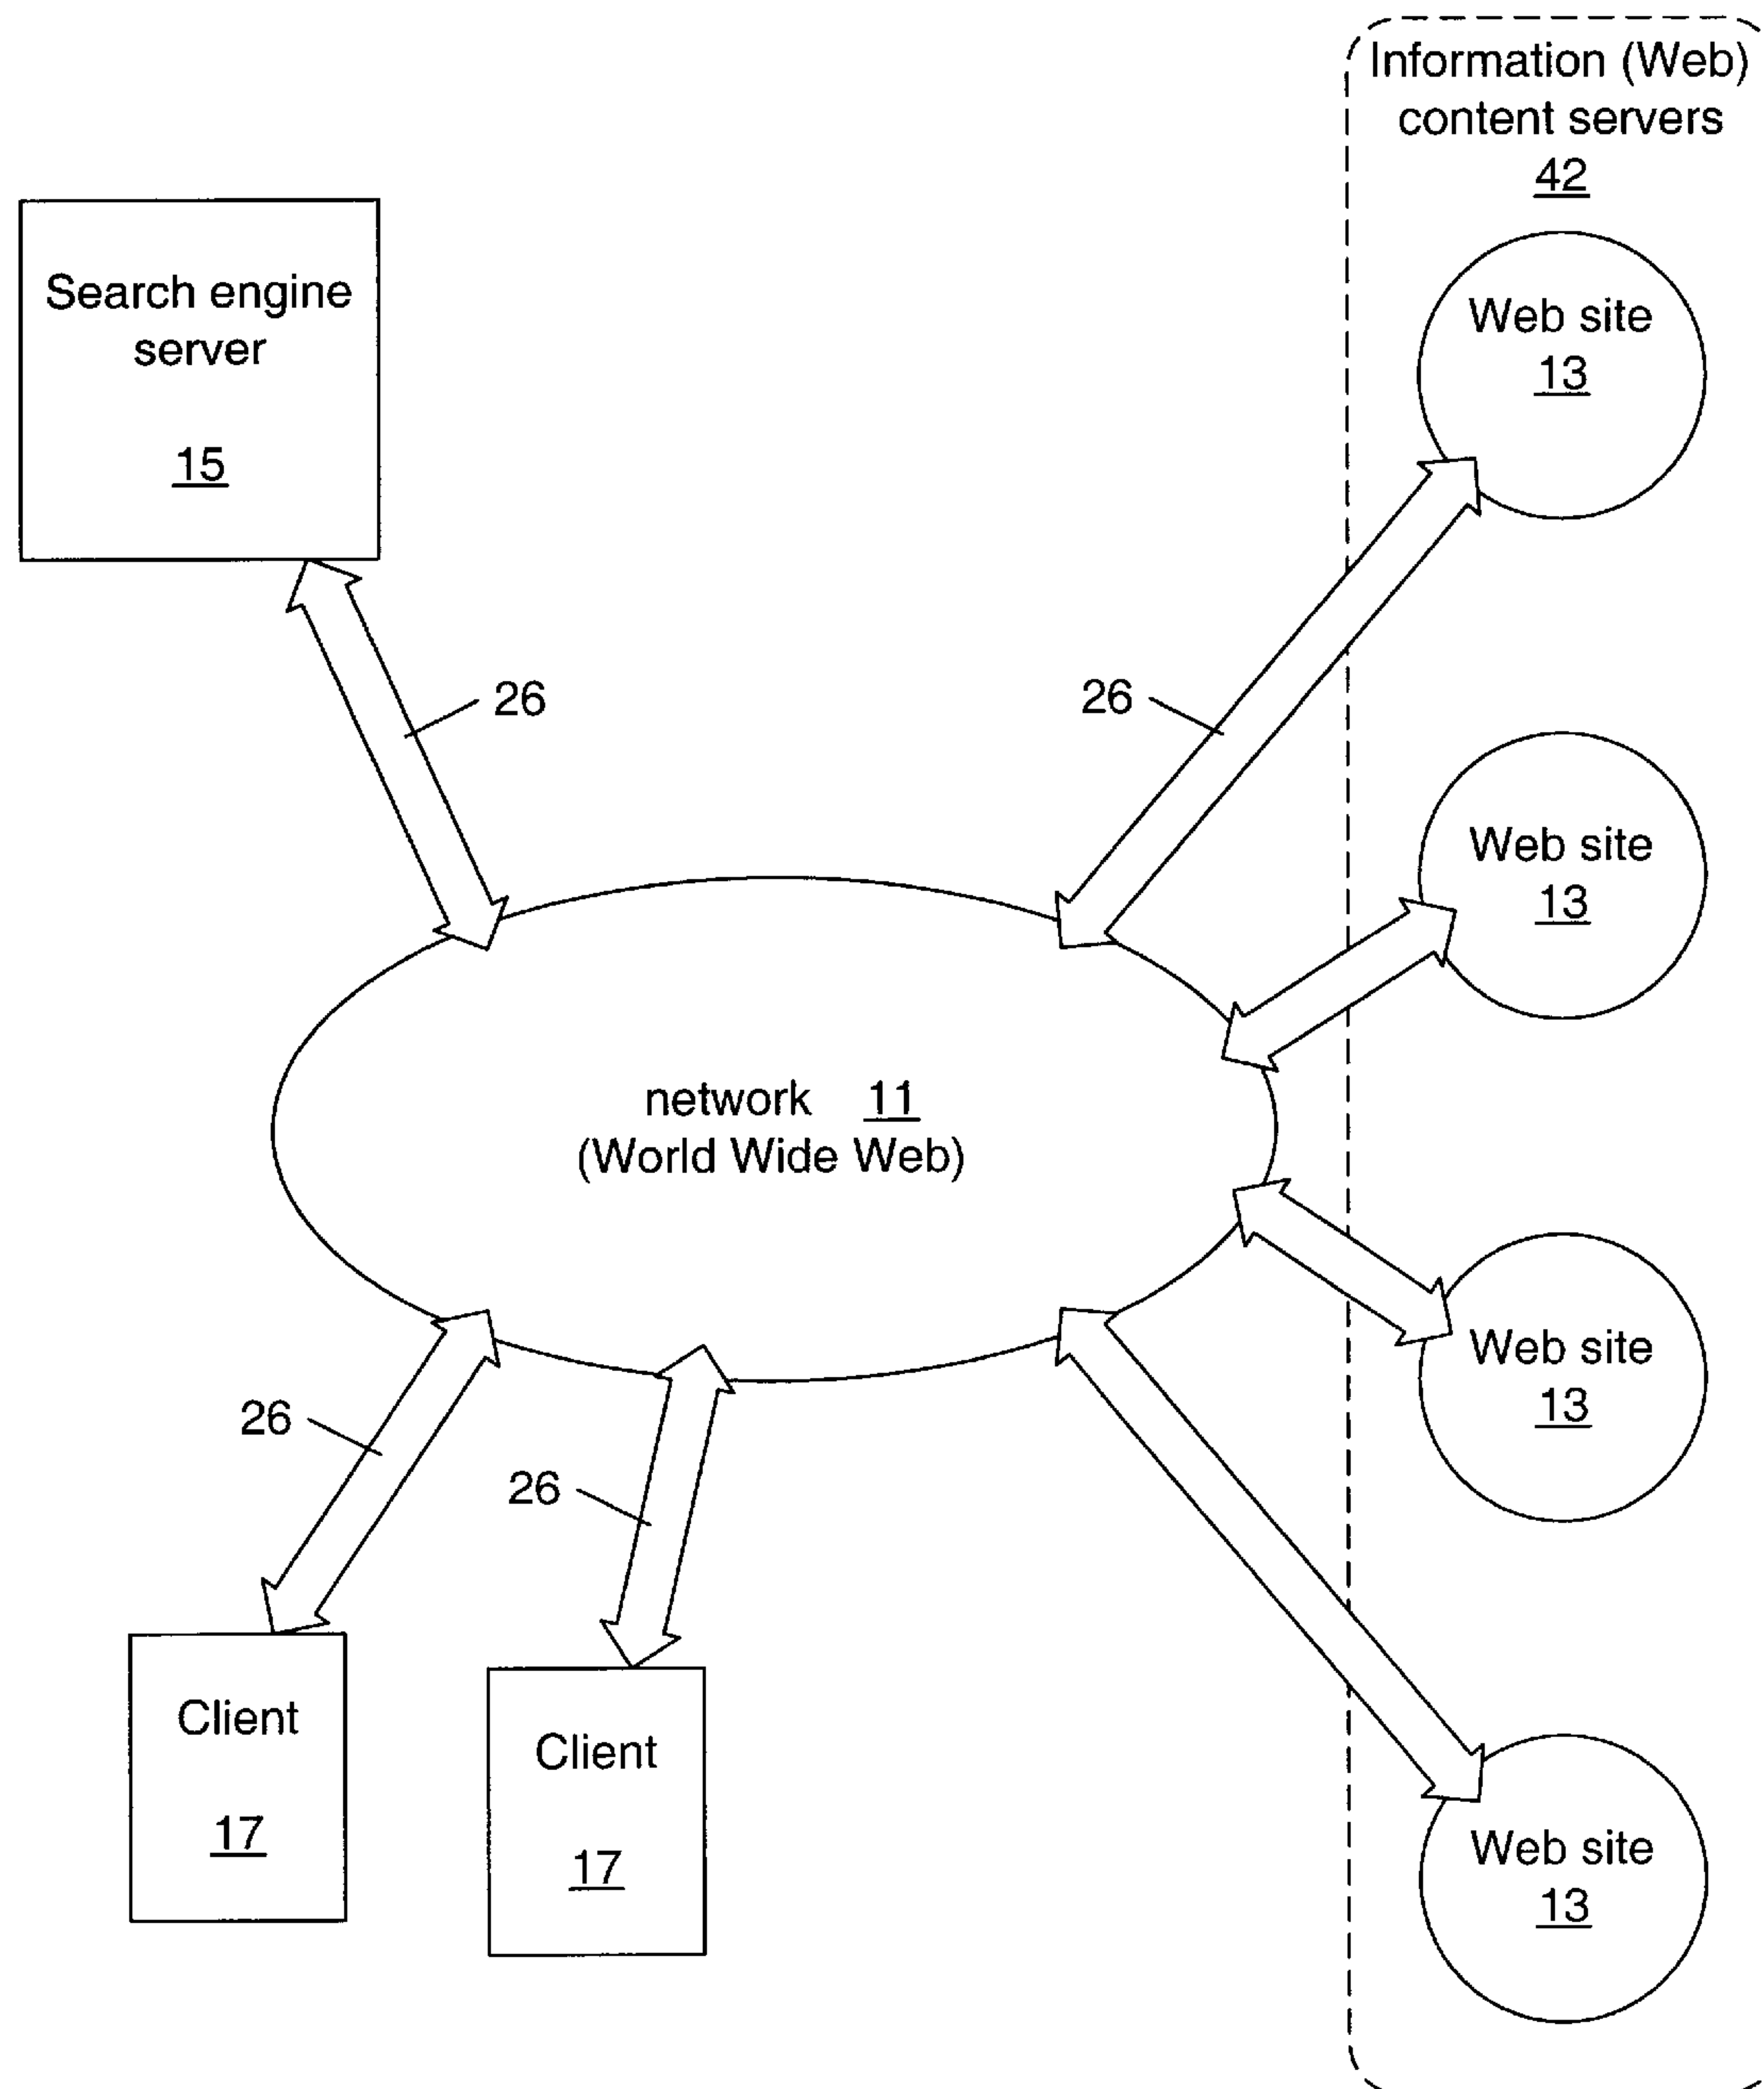 Information (Web)
content servers
42
Search engine
server
15
Web site
13
26
26
Web site
13
network 11
(World Wide Web)
Web site
13
26
26
Client
17
Client
17
Web site
13